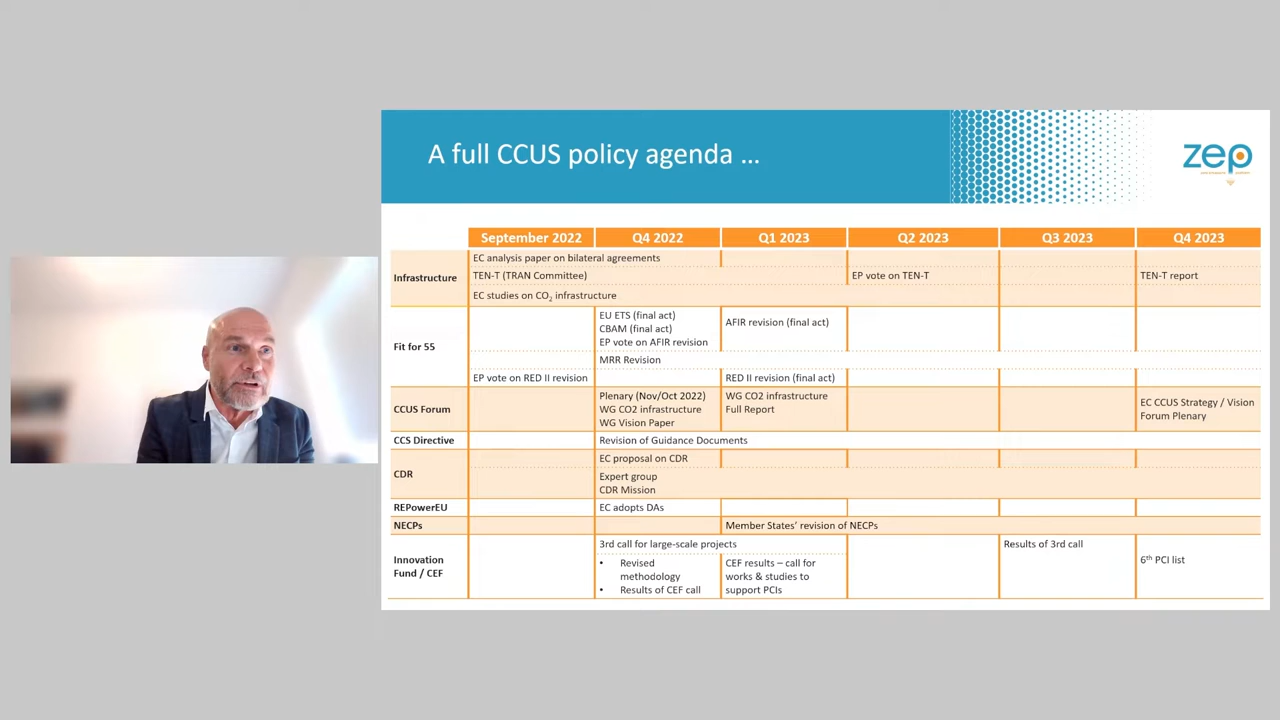 A full CCUS policy agenda ...
zep
September 2022 Q4 2022 Q1 2023 Q2 2023 Q3 2023 Q4 2023
Infrastructure
EC analysis paper on bilateral agreements
TEN-T (TRAN Committee) EP vote on TEN-T TEN-T report
EC studies on CO2 infrastructure
Fit for 55
EU ETS (final act)
CBAM (final act)
EP vote on AFIR revision
AFIR revision (final act)
MRR Revision
EP vote on RED II revision RED II revision (final act)
CCUS Forum
Plenary (Nov/Oct 2022)
WG CO2 infrastructure
WG Vision Paper
WG CO2 infrastructure
Full Report
EC CCUS Strategy / Vision
Forum Plenary
CCS Directive Revision of Guidance Documents
CDR
EC proposal on CDR
Expert group
CDR Mission
REPowerEU EC adopts DAs
NECPs Member States' revision of NECPs
Innovation
Fund / CEF
3rd call for large-scale projects Results of 3rd call
• Revised
methodology
• Results of CEF call
CEF results – call for
works & studies to
support PCIs
6th PCI list